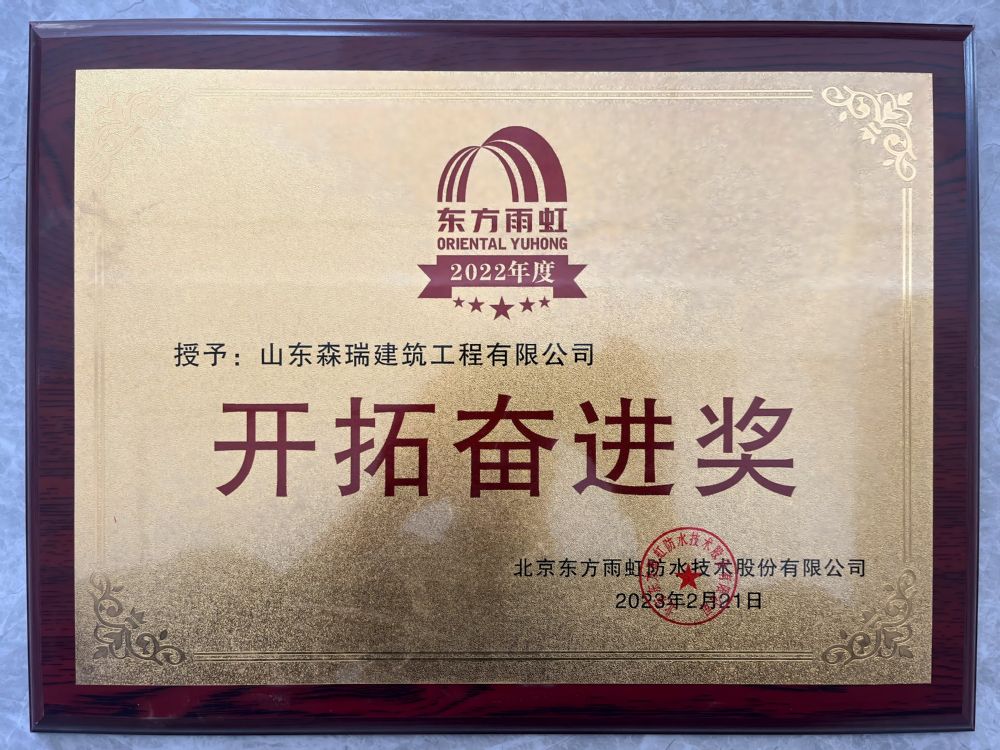 东方雨虹
ORIENTAL YUHONG
2022年度
授予：山东森瑞建筑工程有限公司
开拓奋进奖
北京东方雨虹防水技术股份有限公司
2023年2月21日